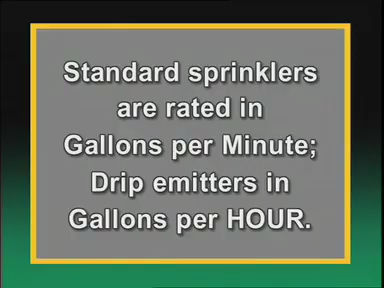 Standard sprinklers
are rated in
Gallons per Minute;
Drip emitters in
Gallons per HOUR.